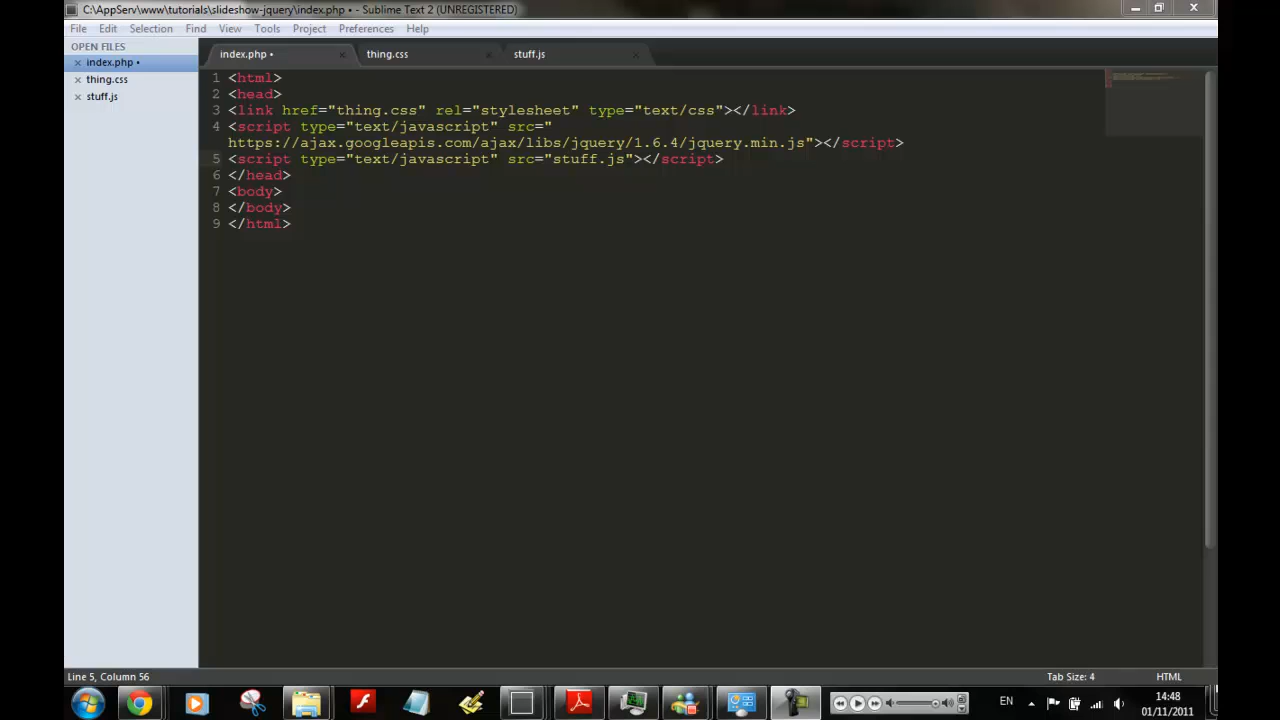 C:\AppServ\www\tutorials\slideshow-jquery\index.php • - Sublime Text 2 (UNREGISTERED)
File Edit Selection Find View Tools Project Preferences Help
OPEN FILES
index.php •
thing.css
stuff.js
index.php • thing.css stuff.js
1 <html>
2 <head>
3 <link href="thing.css" rel="stylesheet" type="text/css"></link>
4 <script type="text/javascript" src="
https://ajax.googleapis.com/ajax/libs/jquery/1.6.4/jquery.min.js"></script>
5 <script type="text/javascript" src="stuff.js"></script>
6 </head>
7 <body>
8 </body>
9 </html>
Line 5, Column 56 Tab Size: 4 HTML
EN 14:48
01/11/2011